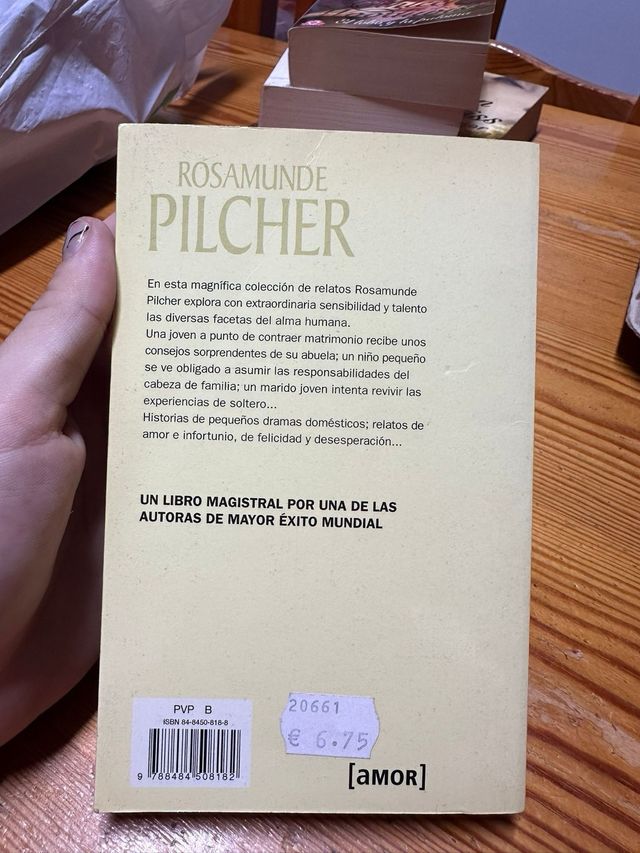 ROSAMUNDE
PILCHER
En esta magnífica colección de relatos Rosamunde
Pilcher explora con extraordinaria sensibilidad y talento
las diversas facetas del alma humana.
Una joven a punto de contraer matrimonio recibe unos
consejos sorprendentes de su abuela; un niño pequeño
se ve obligado a asumir las responsabilidades del
cabeza de familia; un marido joven intenta revivir las
experiencias de soltero...
Historias de pequeños dramas domésticos; relatos de
amor e infortunio, de felicidad y desesperación...
UN LIBRO MAGISTRAL POR UNA DE LAS
AUTORAS DE MAYOR ÉXITO MUNDIAL
PVP B
ISBN 84-8450-818-8
9 788484 508182
20661
€ 6.75
[AMOR]